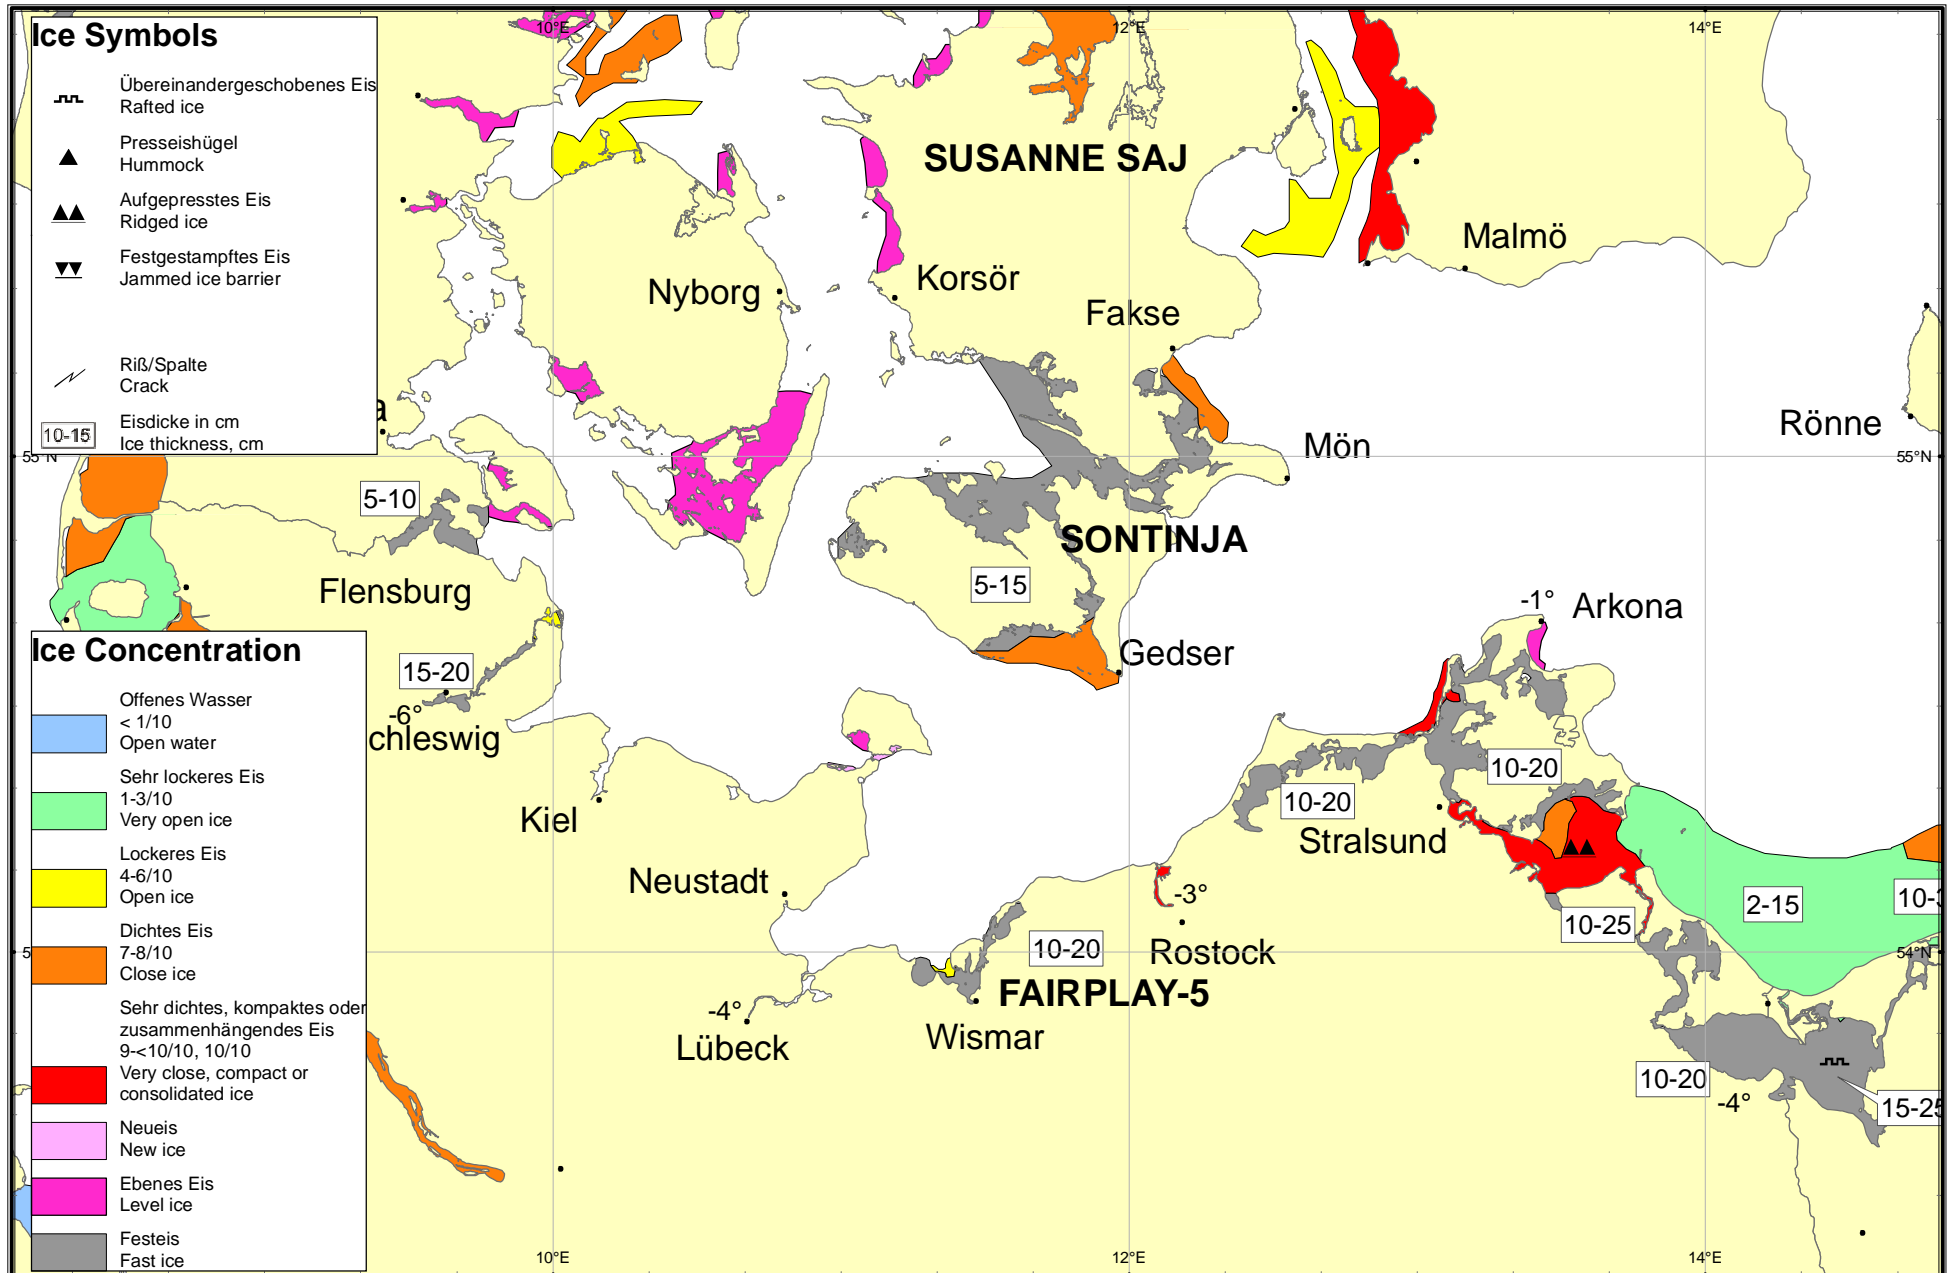 Ice Symbols
Übereinandergeschobenes Eis
Rafted ice
Presseishügel
Hummock
Aufgepresstes Eis
Ridged ice
Festgestampftes Eis
Jammed ice barrier
Riß/Spalte
Crack
10-15
Eisdicke in cm
Ice thickness, cm
10°E
12°E
14°E
SUSANNE SAJ
Malmö
Nyborg
Korsör
Fakse
a
Rönne
Mön
55°N
55°N
5-10
SONTINJA
5-15
Flensburg
-1°
Arkona
Gedser
15-20
-6°
chleswig
10-20
10-20
Kiel
Stralsund
Neustadt
-3°
2-15
10-3
10-25
10-20
Rostock
5
54°N
FAIRPLAY-5
-4°
Wismar
Lübeck
10-20
-4°
15-25
Ice Concentration
Offenes Wasser
< 1/10
Open water
Sehr lockeres Eis
1-3/10
Very open ice
Lockeres Eis
4-6/10
Open ice
Dichtes Eis
7-8/10
Close ice
Sehr dichtes, kompaktes oder
zusammenhängendes Eis
9-<10/10, 10/10
Very close, compact or
consolidated ice
Neueis
New ice
Ebenes Eis
Level ice
Festeis
Fast ice
10°E
12°E
14°E